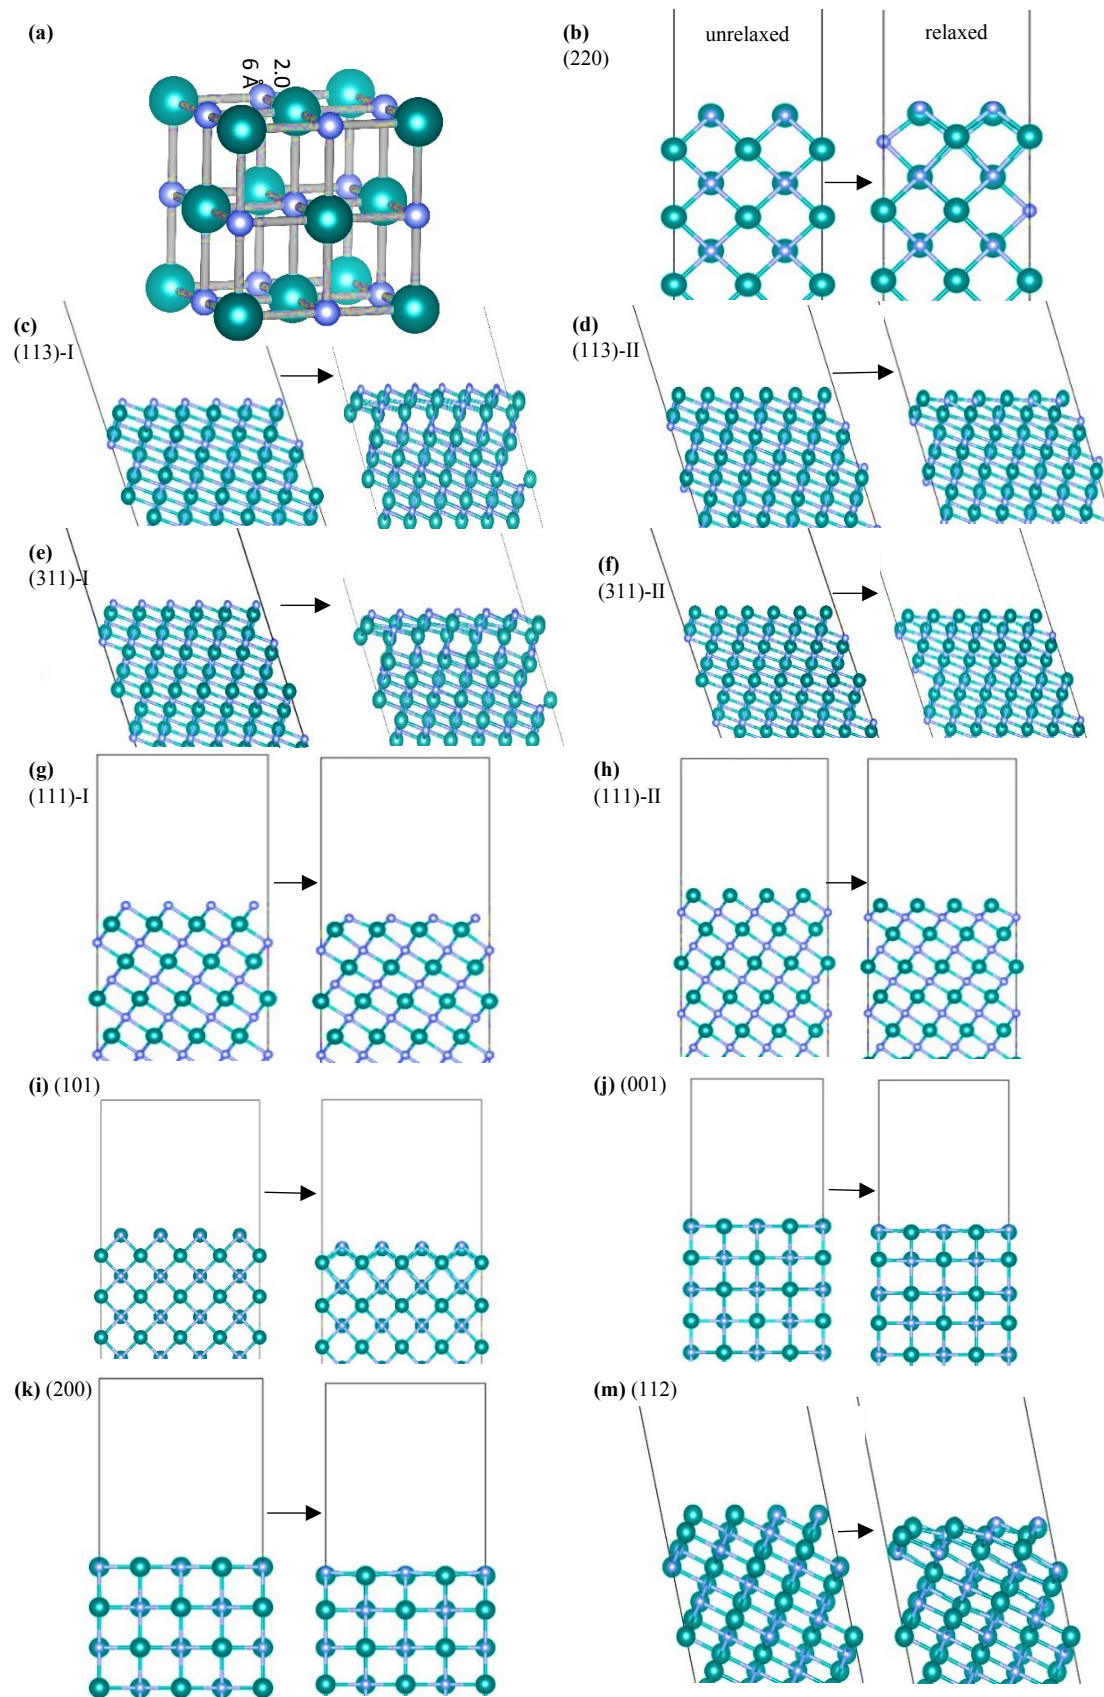 (a)
2.0
6 Å
(b)
(220)
unrelaxed
relaxed
(c)
(113)-I
(d)
(113)-II
(e)
(311)-I
(f)
(311)-II
(g)
(111)-I
(h)
(111)-II
(i) (101)
(j) (001)
(k) (200)
(m) (112)